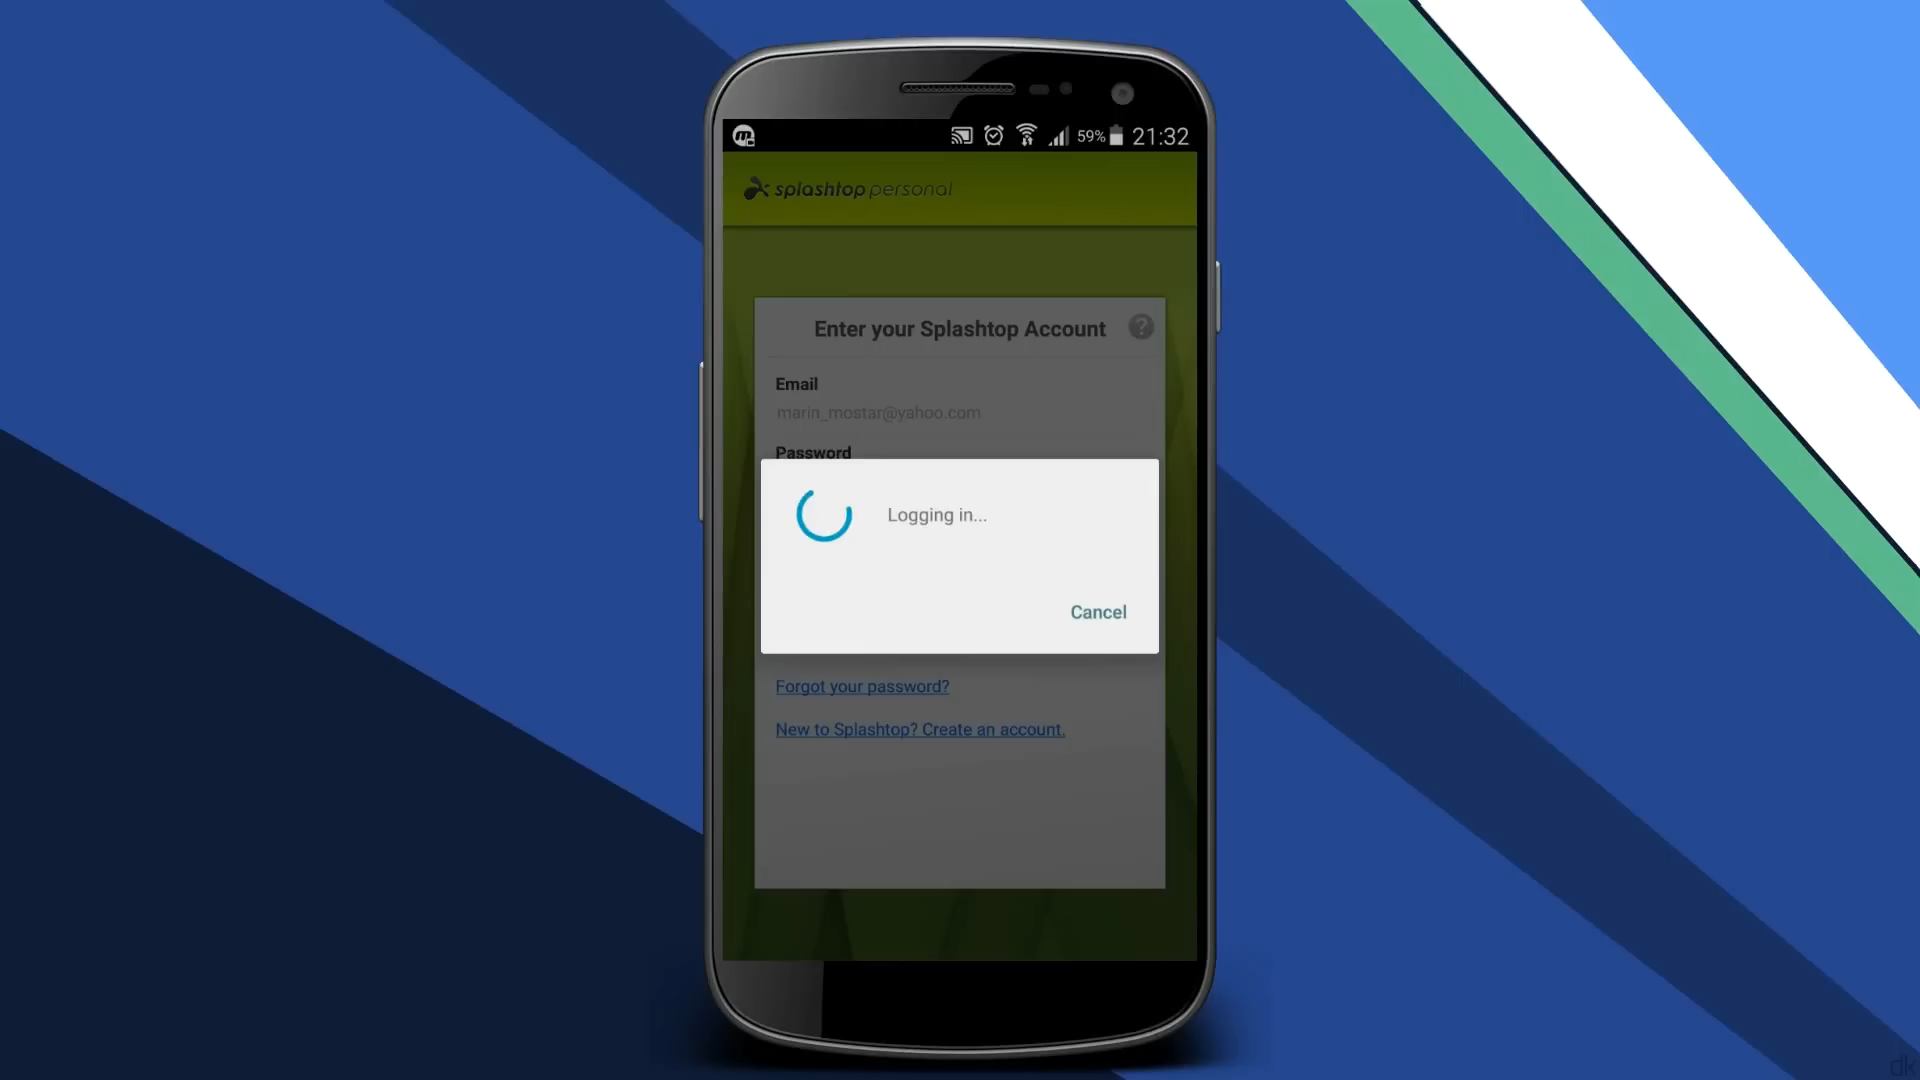 59% 21:32
splashtop personal
Enter your Splashtop Account ?
Email
marin_mostar@yahoo.com
Password
Logging in...
Cancel
Forgot your password?
New to Splashtop? Create an account.
dk